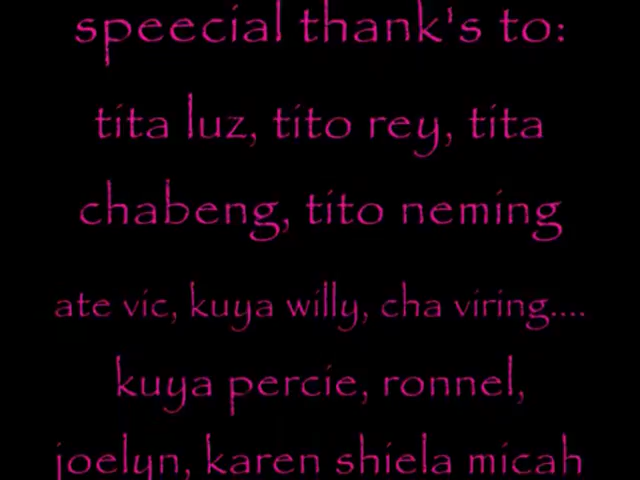 speecial thank's to:
tita luz, tito rey, tita
chabeng, tito neming
ate vic, kuya willy, cha viring....
kuya percie, ronnel,
joelyn, karen shiela micah